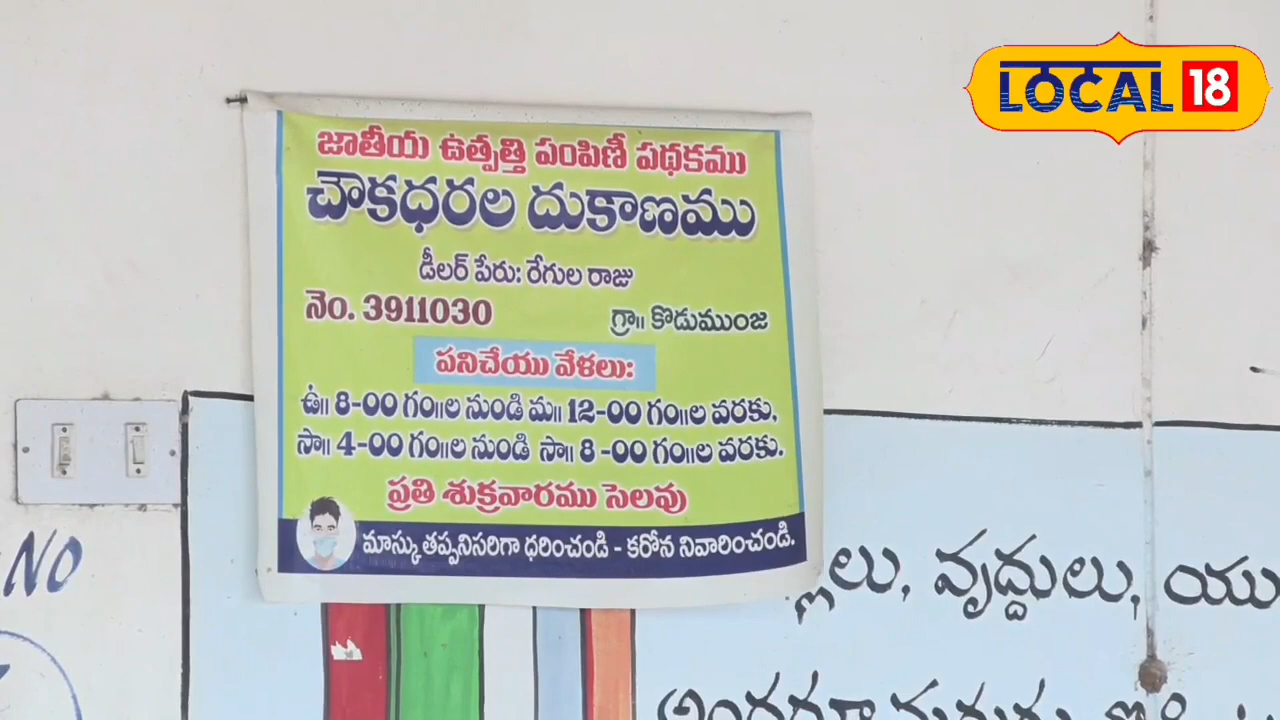 LOCAL 18
జాతీయ ఉత్పత్తి పంపిణీ పథకము
చౌకధరల దుకాణము
డీలర్ పేరు: రేగుల రాజు
నెం. 3911030 గ్రా॥ కొడుముంజ
పనిచేయు వేళలు:
ఉ॥ 8-00 గం॥ల నుండి మ॥ 12-00 గం॥ల వరకు.
సా॥ 4-00 గం॥ల నుండి సా॥ 8-00 గం॥ల వరకు.
ప్రతి శుక్రవారము సెలవు
మాస్కు తప్పనిసరిగా ధరించండి - కరోన నివారించండి.
NO
వృద్దులు,